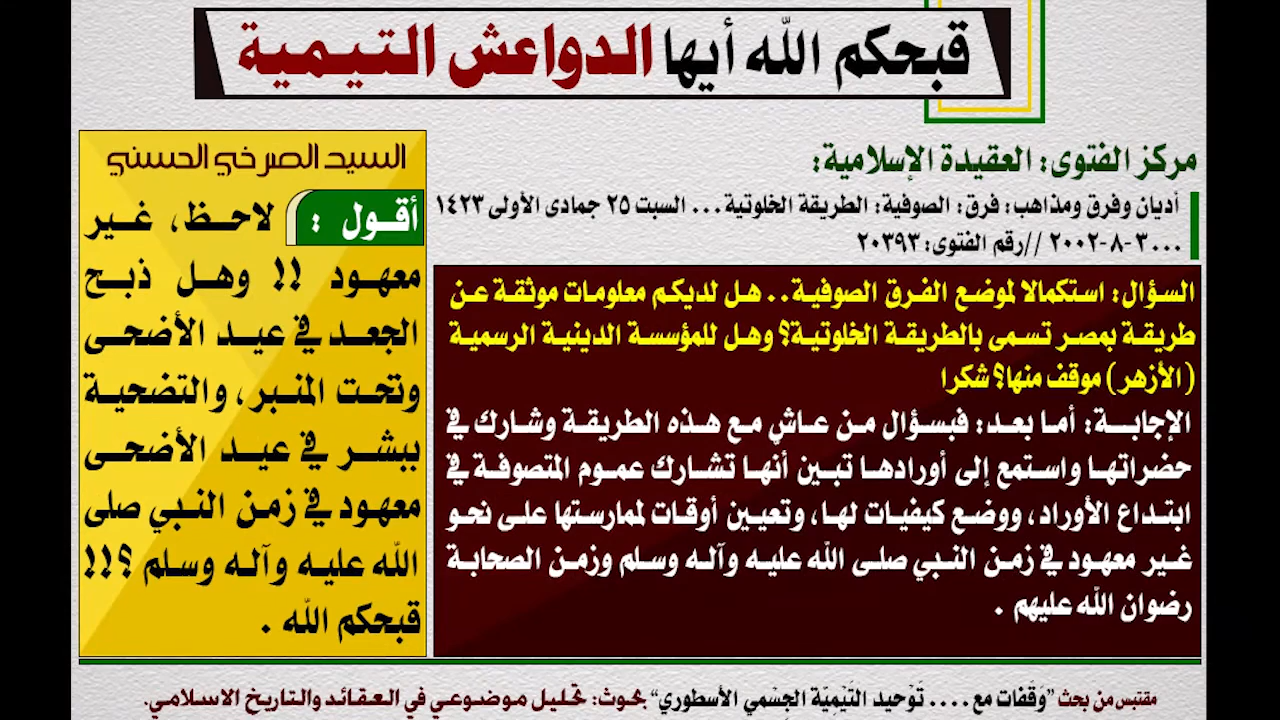 قبحكم الله أيها الدواعش التيمية
مركز الفتوى: العقيدة الإسلامية:
أديان وفرق ومذاهب: فرق: الصوفية: الطريقة الخلوتية... السبت ٢٥ جمادى الأولى ١٤٢٣
...٣-٨-٢٠٠٢ //رقم الفتوى: ٢٠٣٩٣
السؤال: استكمالا لموضع الفرق الصوفية.. هل لديكم معلومات موثقة عن
طريقة بمصر تسمى بالطريقة الخلوتية؟ وهل للمؤسسة الدينية الرسمية
(الأزهر) موقف منها؟ شكرا
الإجابة: أما بعد: فبسؤال من عاش مع هذه الطريقة وشارك في
حضراتها واستمع إلى أورادها تبين أنها تشارك عموم المتصوفة في
ابتداع الأوراد، ووضع كيفيات لها، وتعيين أوقات لممارستها على نحو
غير معهود في زمن النبي صلى الله عليه وآله وسلم وزمن الصحابة
رضوان الله عليهم .
السيد الصرخي الحسني
أقول : لاحظ، غير
معهود !! وهل ذبح
الجعد في عيد الأضحى
وتحت المنبر، والتضحية
ببشر في عيد الأضحى
معهود في زمن النبي صلى
الله عليه وآله وسلم ؟!!
قبحكم الله .
مقتبس من بحث "وَقَفات مع.... تَوْحيد التَيْمِيّة الجِسْمي الأسطوري" بحوث: تحليل موضوعي في العقائد والتاريخ الاسلامي.